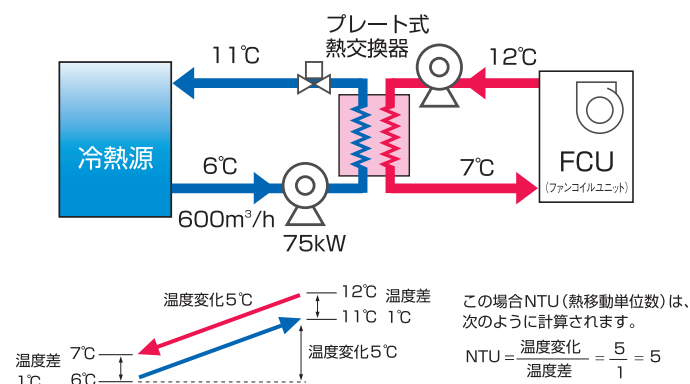 プレート式
熱交換器
11℃
12℃
冷熱源
6℃
7℃
FCU
（ファンコイルユニット）
600m³/h
75kW
温度変化5℃
12℃
11℃
温度差
1℃
温度変化5℃
温度差
1℃
7℃
6℃
この場合NTU（熱移動単位数）は、
次のように計算されます。
NTU＝温度変化/温度差＝5/1＝5